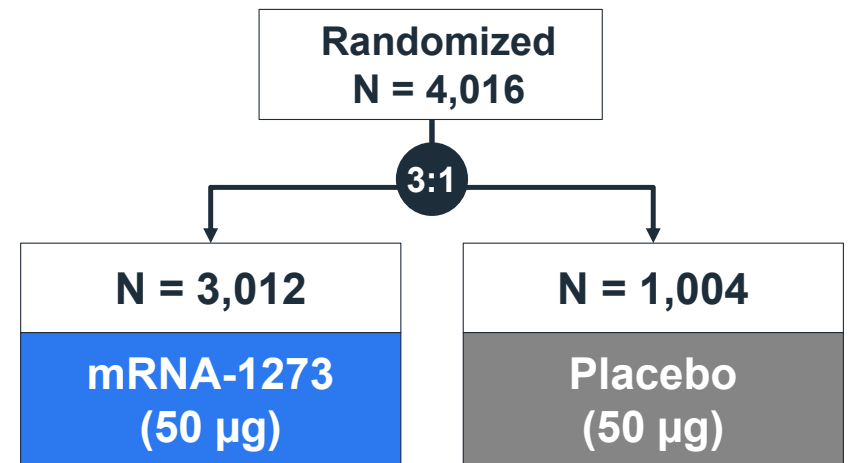 Randomized
N = 4,016
3:1
N = 3,012
N = 1,004
mRNA-1273
(50 µg)
Placebo
(50 µg)